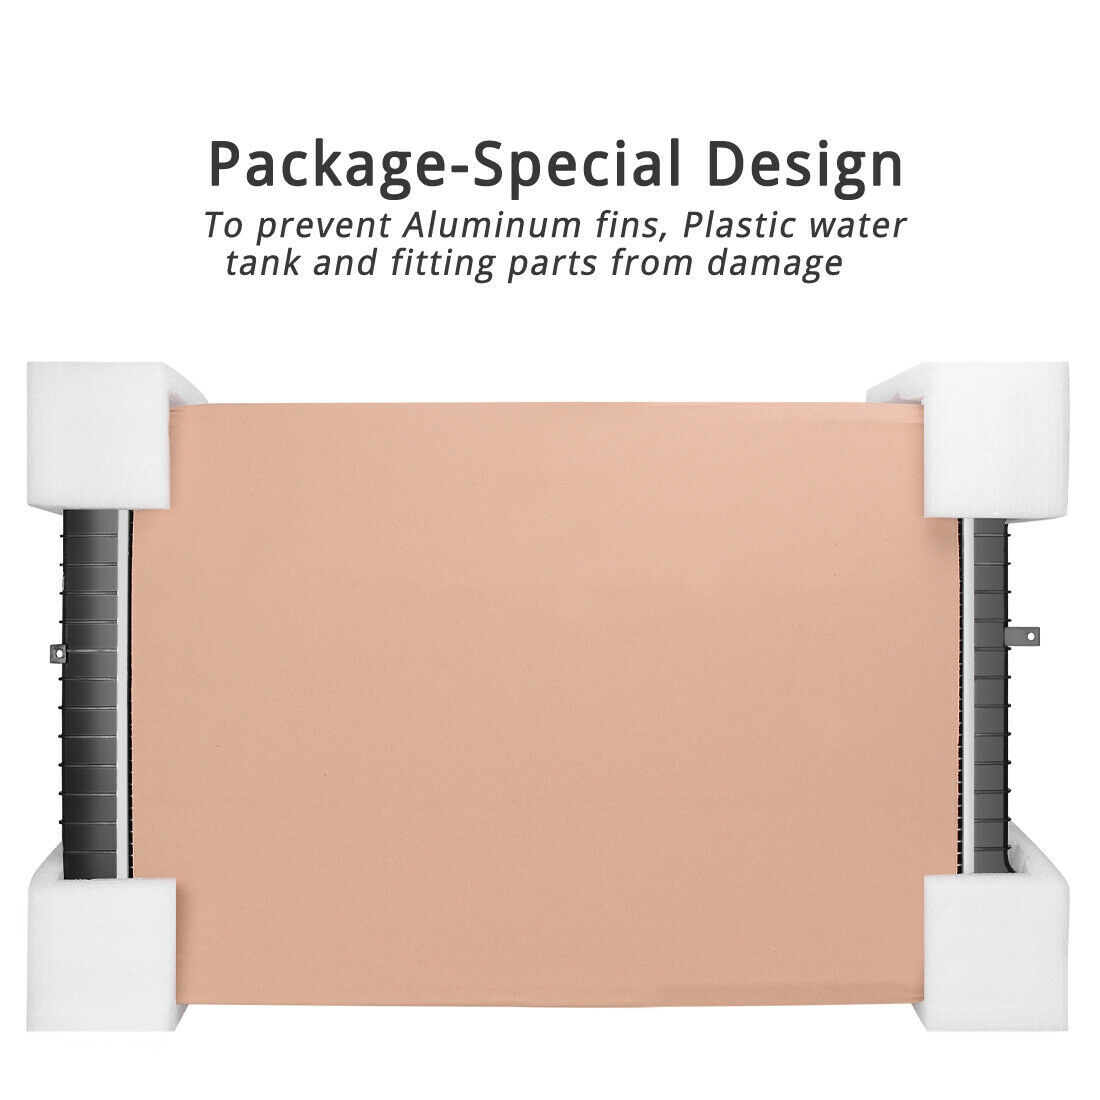 Package-Special Design
To prevent Aluminum fins, Plastic water
tank and fitting parts from damage